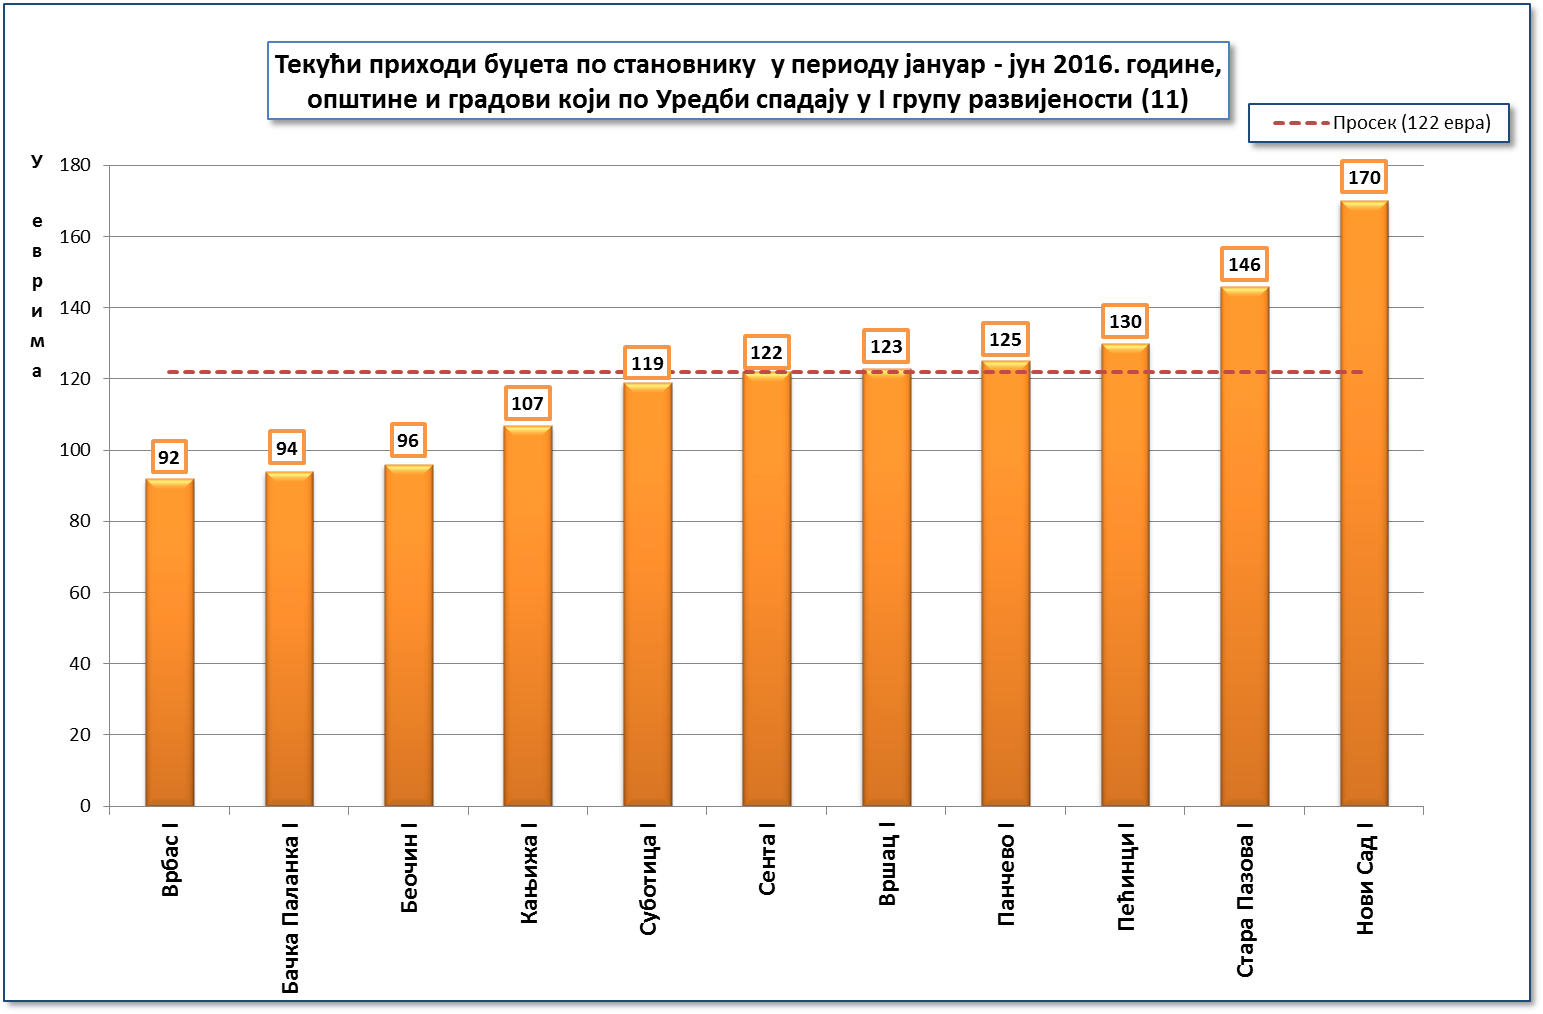 Текући приходи буџета по становнику  у периоду јануар - јун 2016. године,
општине и градови који по Уредби спадају у I групу развијености (11)
Просек (122 евра)
У евримa
180
160
140
120
100
80
60
40
20
0
92
94
96
107
119
122
123
125
130
146
170
Врбас I
Бачка Паланка I
Беочин I
Кањижа I
Суботица I
Сента I
Вршац I
Панчево I
Пећинци I
Стара Пазова I
Нови Сад I